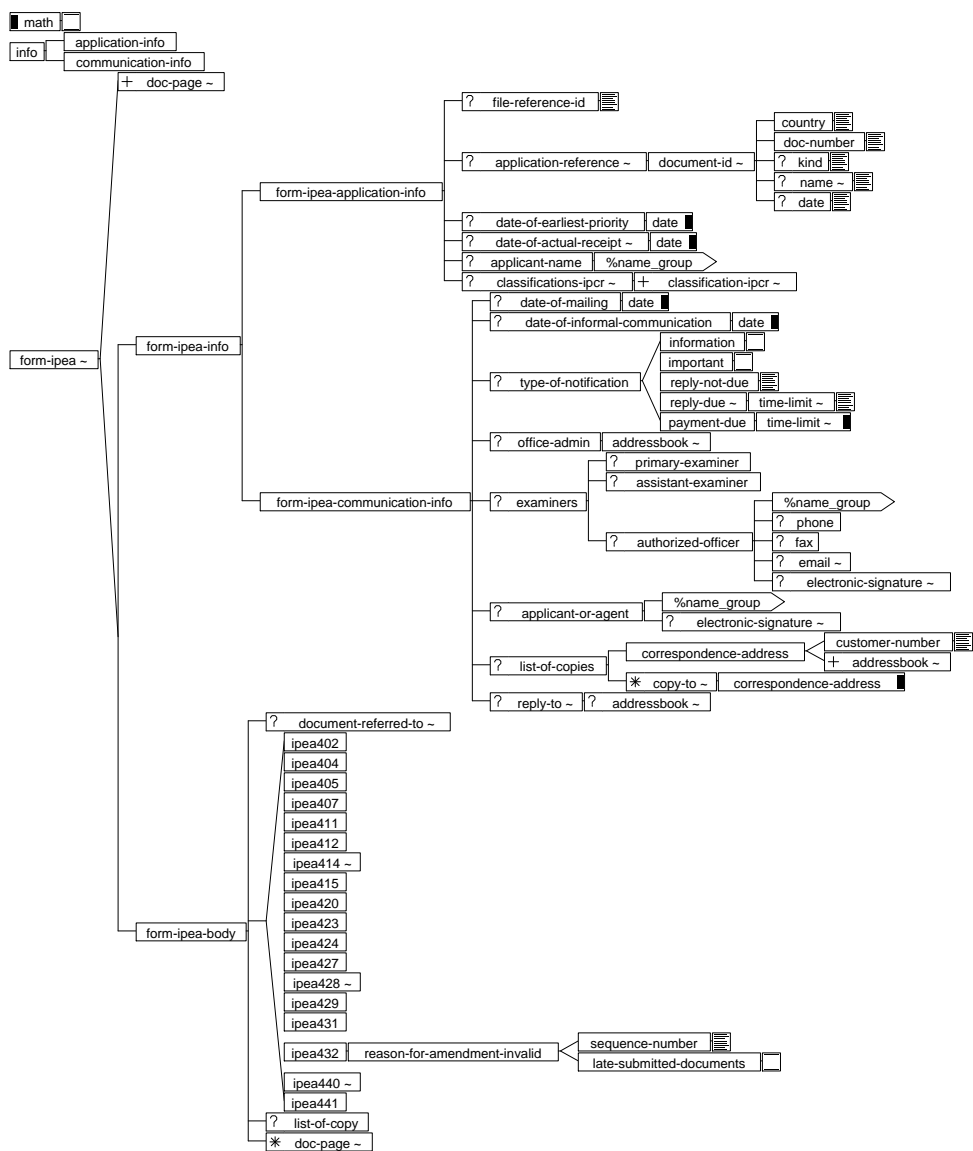 math
info
application-info
communication-info
+ doc-page ~
? file-reference-id
country
doc-number
? application-reference ~ document-id ~ ? kind
? name ~
form-ipea-application-info
? date
? date-of-earliest-priority date
? date-of-actual-receipt ~ date
? applicant-name %name_group
? classifications-ipcr ~ + classification-ipcr ~
? date-of-mailing date
? date-of-informal-communication date
form-ipea ~
form-ipea-info
information
important
? type-of-notification reply-not-due
reply-due ~ time-limit ~
payment-due time-limit ~
? office-admin addressbook ~
? primary-examiner
? assistant-examiner
form-ipea-communication-info ? examiners %name_group
? phone
? authorized-officer ? fax
? email ~
? electronic-signature ~
? applicant-or-agent %name_group
? electronic-signature ~
customer-number
? list-of-copies correspondence-address
+ addressbook ~
* copy-to ~ correspondence-address
? reply-to ~ ? addressbook ~
? document-referred-to ~
ipea402
ipea404
ipea405
ipea407
ipea411
ipea412
ipea414 ~
ipea415
ipea420
ipea423
form-ipea-body
ipea424
ipea427
ipea428 ~
ipea429
ipea431
sequence-number
ipea432 reason-for-amendment-invalid
late-submitted-documents
ipea440 ~
ipea441
? list-of-copy
* doc-page ~